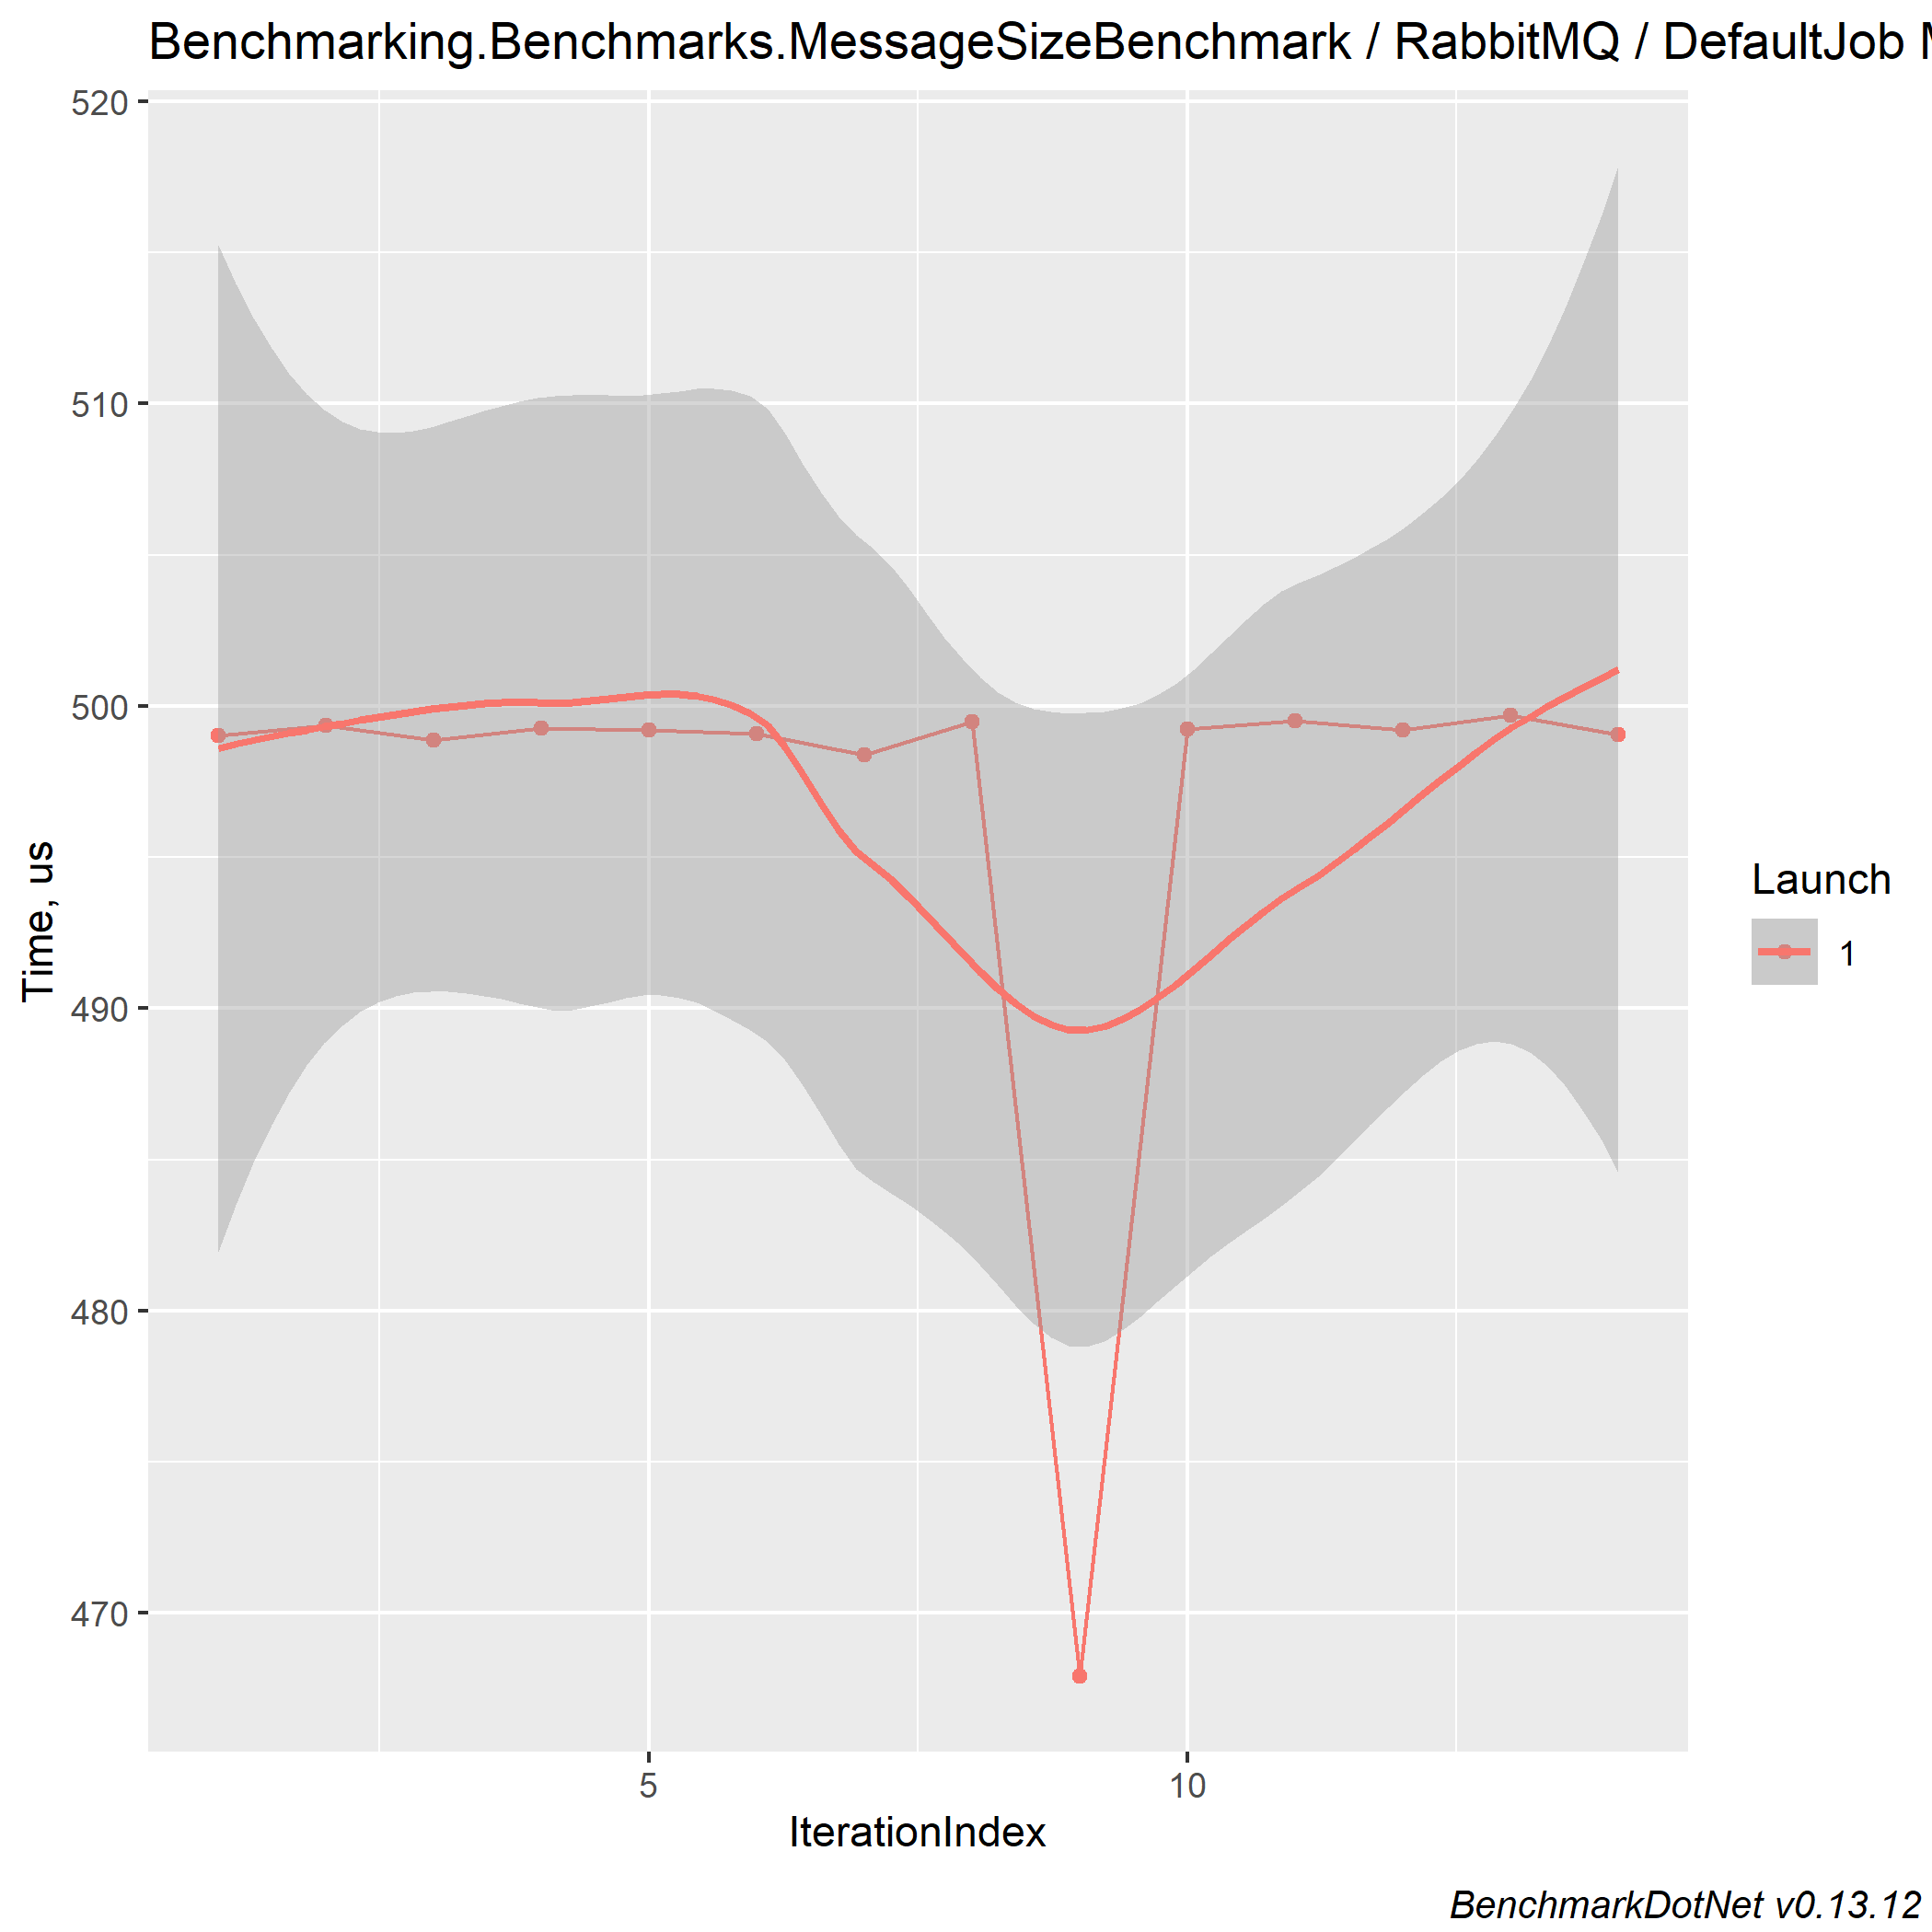 Benchmarking.Benchmarks.MessageSizeBenchmark / RabbitMQ / DefaultJob
520
510
500
490
480
470
Time, us
5
10
IterationIndex
Launch
1
BenchmarkDotNet v0.13.12